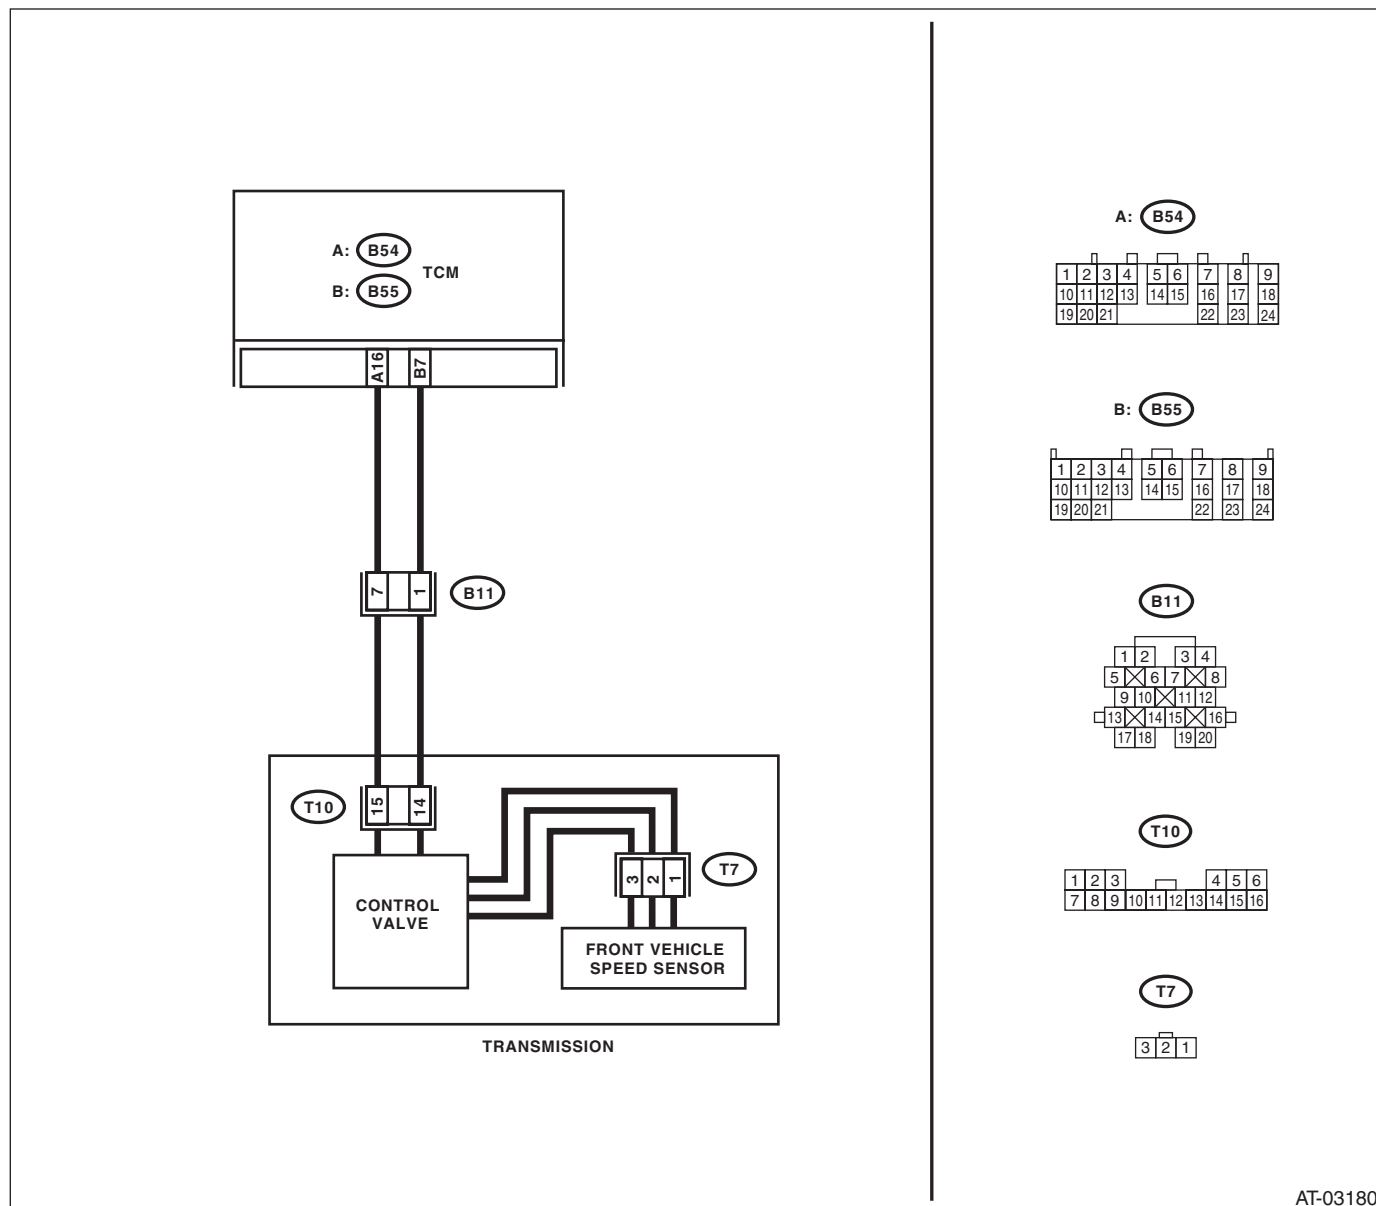 A: B54
B: B55
TCM
A16 B7
7 1
B11
T10
15 14
3 2 1
T7
CONTROL
VALVE
FRONT VEHICLE
SPEED SENSOR
TRANSMISSION
A: B54
1 2 3 4 5 6 7 8 9
10 11 12 13 14 15 16 17 18
19 20 21 22 23 24
B: B55
1 2 3 4 5 6 7 8 9
10 11 12 13 14 15 16 17 18
19 20 21 22 23 24
B11
1 2 3 4
5 6 7 8
9 10 11 12
13 14 15 16
17 18 19 20
T10
1 2 3 4 5 6
7 8 9 10 11 12 13 14 15 16
T7
3 2 1
AT-03180